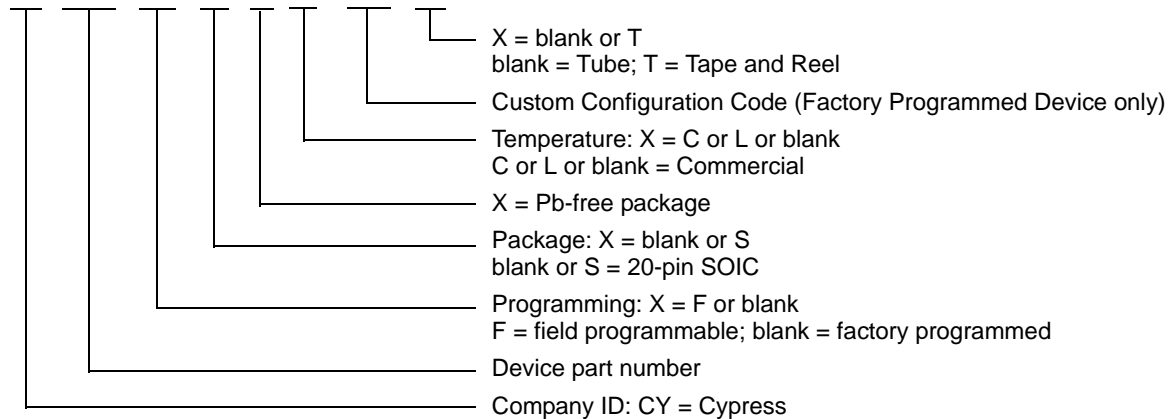 X = blank or T
blank = Tube; T = Tape and Reel
Custom Configuration Code (Factory Programmed Device only)
Temperature: X = C or L or blank
C or L or blank = Commercial
X = Pb-free package
Package: X = blank or S
blank or S = 20-pin SOIC
Programming: X = F or blank
F = field programmable; blank = factory programmed
Device part number
Company ID: CY = Cypress